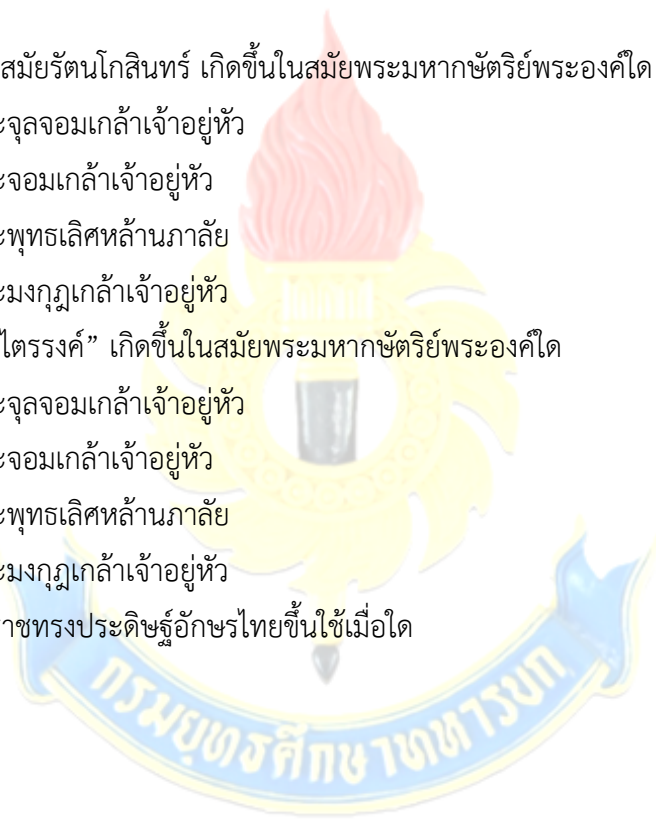 สมัยรัตนโกสินทร์ เกิดขึ้นในสมัยพระมหากษัตริย์พระองค์ใด
ะจุลจอมเกล้าเจ้าอยู่หัว
ะจอมเกล้าเจ้าอยู่หัว
ะพุทธเลิศหล้านภาลัย
ะมงกุฎเกล้าเจ้าอยู่หัว
ไตรรงค์” เกิดขึ้นในสมัยพระมหากษัตริย์พระองค์ใด
ะจุลจอมเกล้าเจ้าอยู่หัว
ะจอมเกล้าเจ้าอยู่หัว
ะพุทธเลิศหล้านภาลัย
ะมงกุฎเกล้าเจ้าอยู่หัว
าชทรงประดิษฐ์อักษรไทยขึ้นใช้เมื่อใด
กรมยุทธศึกษาทหารบก